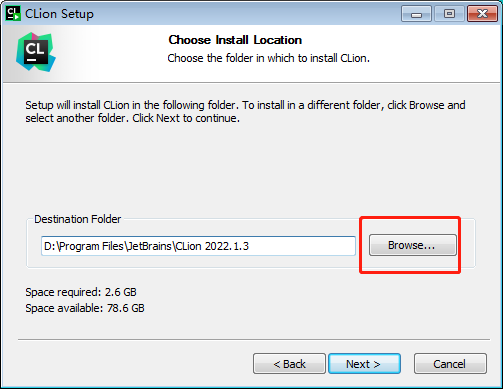 CLion Setup
CL
Choose Install Location
Choose the folder in which to install CLion.
CL
Setup will install CLion in the following folder. To install in a different folder, click Browse and
select another folder. Click Next to continue.
Destination Folder
D:\Program Files\JetBrains\CLion 2022.1.3
Browse...
Space required: 2.6 GB
Space available: 78.6 GB
< Back
Next >
Cancel